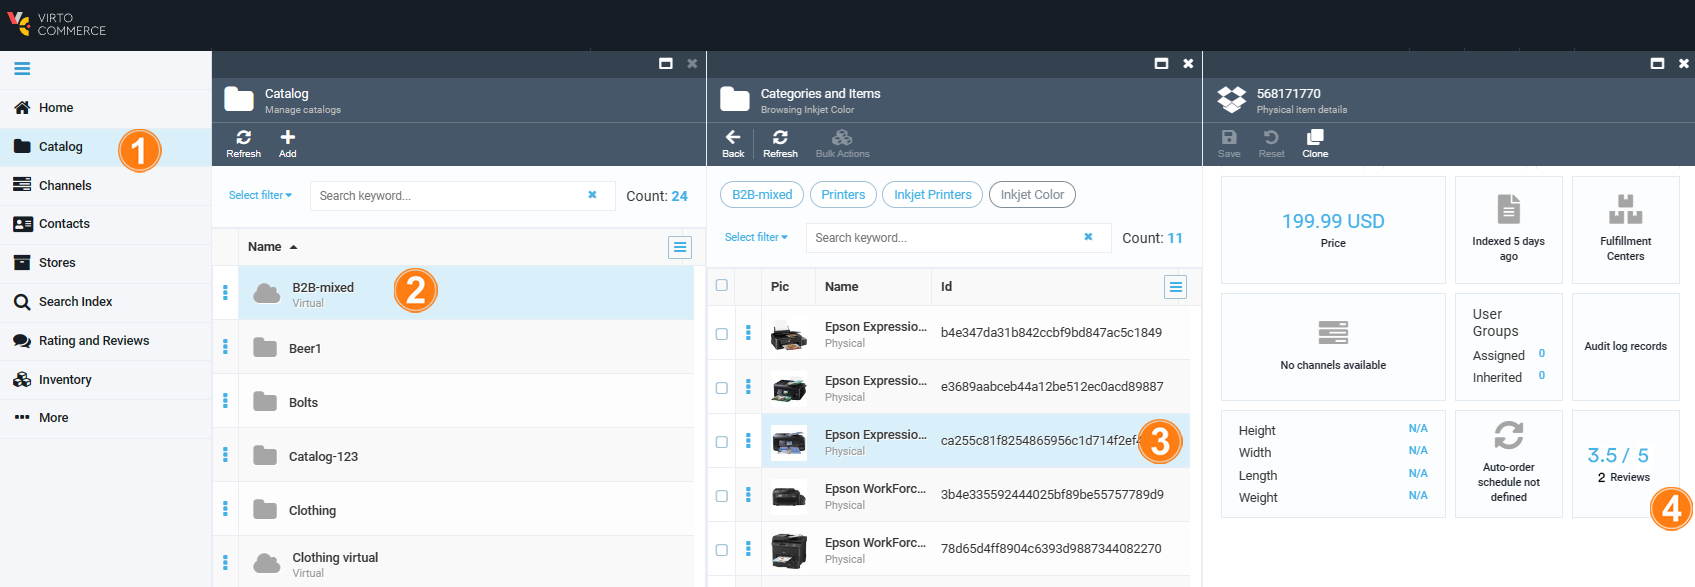 VIRTO
COMMERCE
Home
Catalog
1
Channels
Contacts
Stores
Search Index
Rating and Reviews
Inventory
More
Catalog
Manage catalogs
Refresh
Add
Select filter
Search keyword...
Count: 24
Name
B2B-mixed
Virtual
2
Beer1
Bolts
Catalog-123
Clothing
Clothing virtual
Virtual
Categories and Items
Browsing Inkjet Color
Back
Refresh
Bulk Actions
B2B-mixed
Printers
Inkjet Printers
Inkjet Color
Select filter
Search keyword...
Count: 11
Pic
Name
Id
Epson Expressio...
Physical
b4e347da31b842ccbf9bd847ac5c1849
Epson Expressio...
Physical
e3689aabceb44a12be512ec0acd89887
Epson Expressio...
Physical
ca255c81f8254865956c1d714f2ef4
3
Epson WorkForc...
Physical
3b4e335592444025bf89be55757789d9
Epson WorkForc...
Physical
78d65d4ff8904c6393d9887344082270
568171770
Physical item details
Save
Reset
Clone
199.99 USD
Price
Indexed 5 days
ago
Fulfillment
Centers
No channels available
User
Groups
Assigned 0
Inherited 0
Audit log records
Height N/A
Width N/A
Length N/A
Weight N/A
Auto-order
schedule not
defined
3.5 / 5
2 Reviews
4